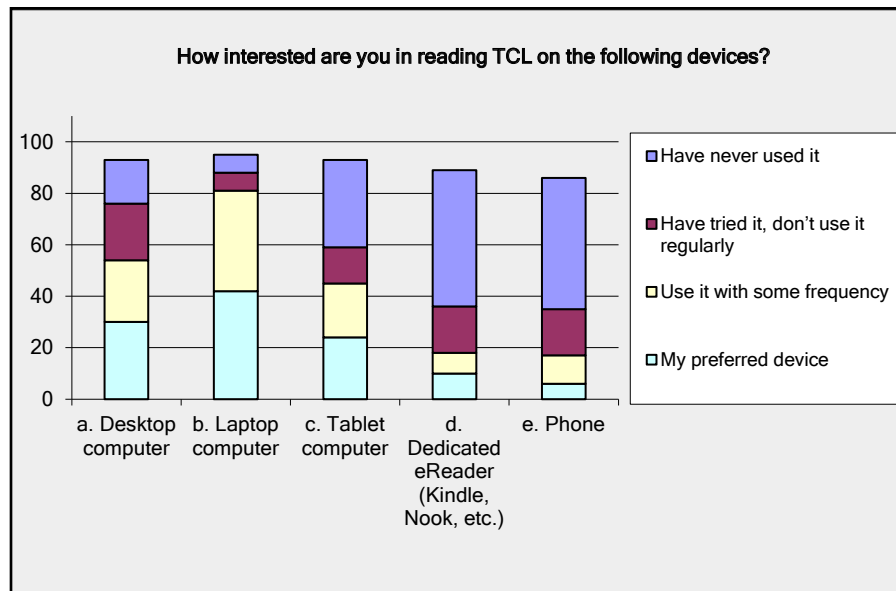 How interested are you in reading TCL on the following devices?
100
80
60
40
20
0
a. Desktop
computer
b. Laptop
computer
c. Tablet
computer
d.
Dedicated
eReader
(Kindle,
Nook, etc.)
e. Phone
Have never used it
Have tried it, don’t use it
regularly
Use it with some frequency
My preferred device